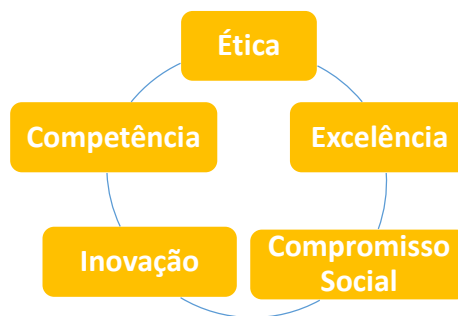 Ética
Competência
Excelência
Inovação
Compromisso
Social